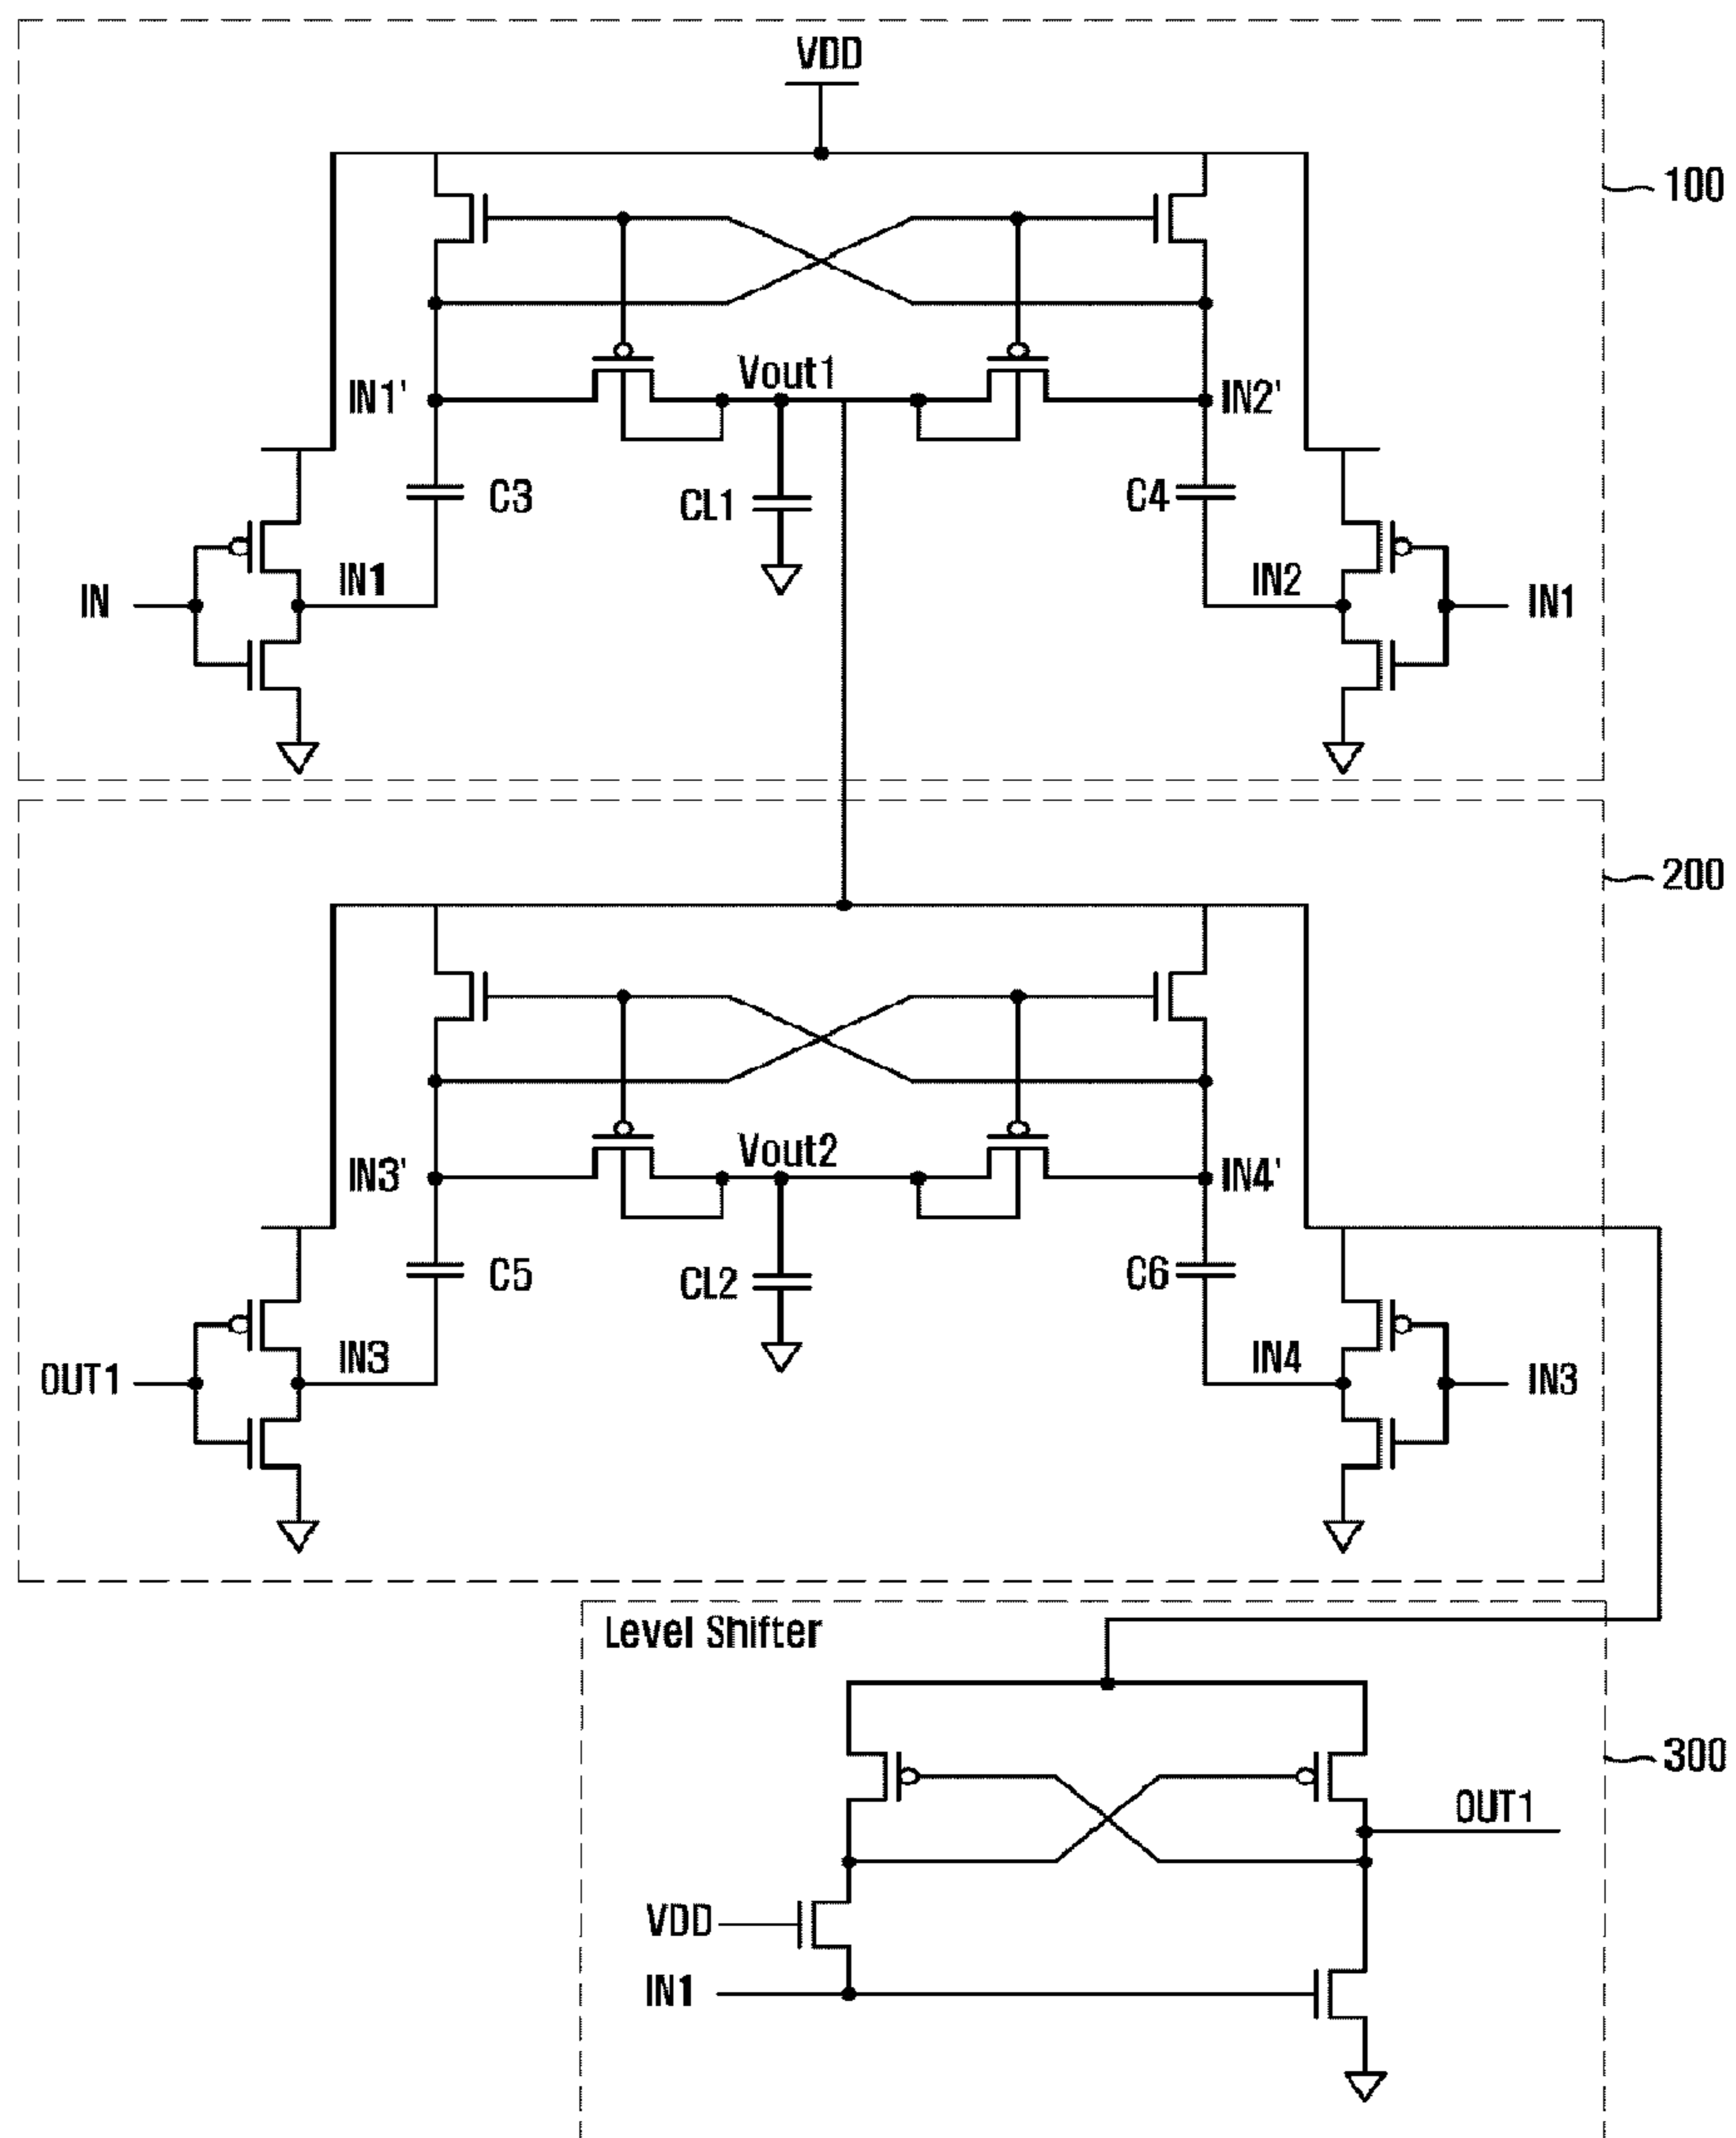 VDD
100
Vout1
IN1'
IN2'
C3
CL1
C4
IN
IN1
IN2
IN1
200
Vout2
IN3'
IN4'
C5
CL2
C6
OUT1
IN3
IN4
IN3
Level Shifter
300
OUT1
VDD
IN1